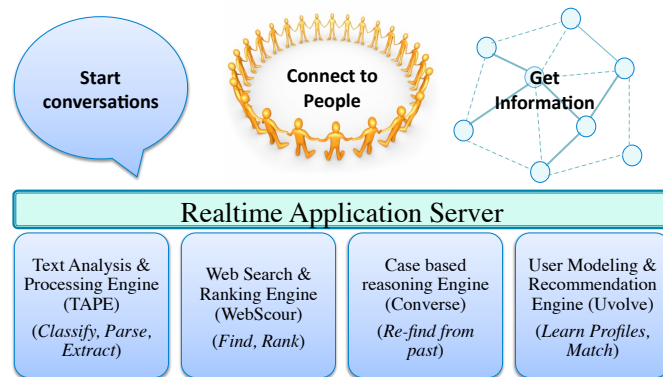 Start
conversations
Connect to
People
Get
Information
Realtime Application Server
Text Analysis &
Processing Engine
(TAPE)
(Classify, Parse,
Extract)
Web Search &
Ranking Engine
(WebScour)
(Find, Rank)
Case based
reasoning Engine
(Converse)
(Re-find from
past)
User Modeling &
Recommendation
Engine (Uvolve)
(Learn Profiles,
Match)